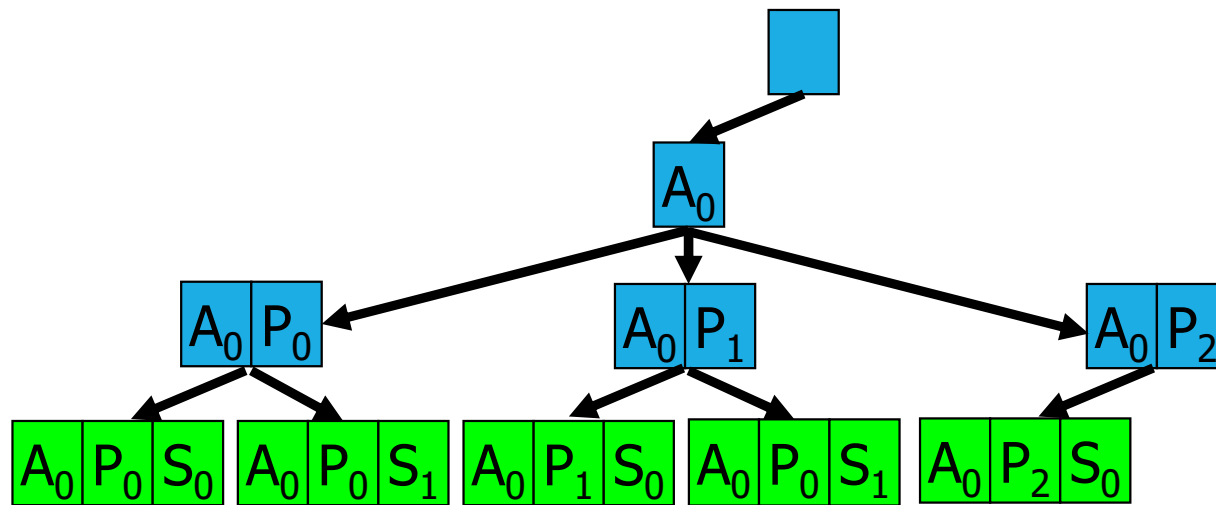 A₀
A₀ P₀ A₀ P₁ A₀ P₂
A₀ P₀ S₀ A₀ P₀ S₁ A₀ P₁ S₀ A₀ P₀ S₁ A₀ P₂ S₀